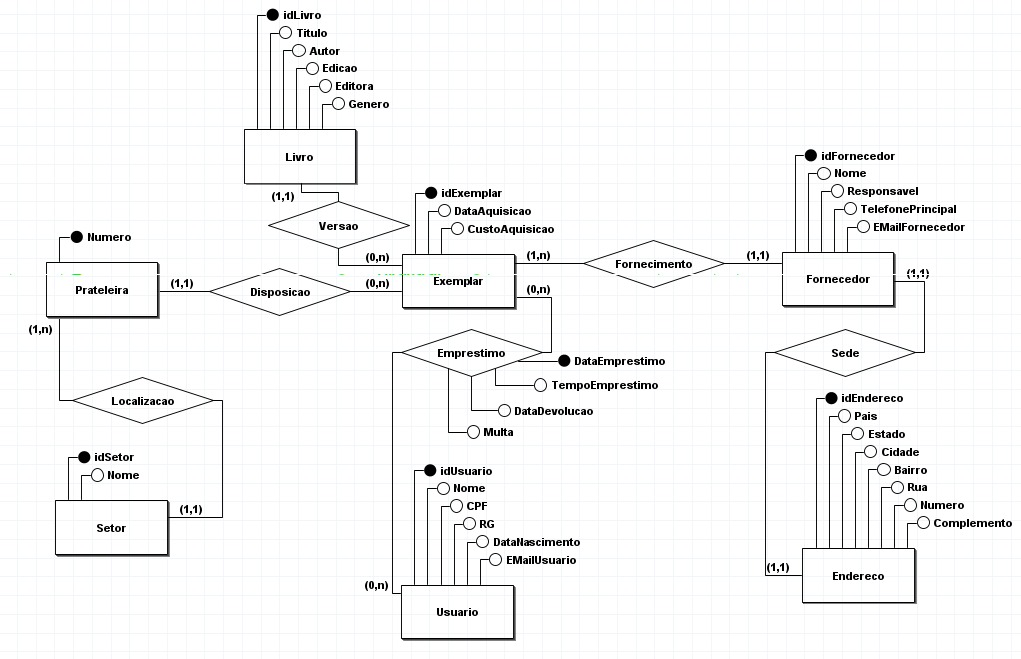 idLivro
Titulo
Autor
Edicao
Editora
Genero
Livro
(1,1)
Versao
(0,n)
idExemplar
DataAquisicao
CustoAquisicao
Exemplar
(1,n)
Fornecimento
(1,1)
idFornecedor
Nome
Responsavel
TelefonePrincipal
EMailFornecedor
Fornecedor
(1,1)
Numero
Prateleira
(1,1)
Disposicao
(0,n)
(0,n)
(1,n)
Localizacao
idSetor
Nome
Setor
(1,1)
Emprestimo
DataEmprestimo
TempoEmprestimo
DataDevolucao
Multa
idUsuario
Nome
CPF
RG
DataNascimento
EMailUsuario
(0,n)
Usuario
Sede
idEndereco
Pais
Estado
Cidade
Bairro
Rua
Numero
Complemento
(1,1)
Endereco